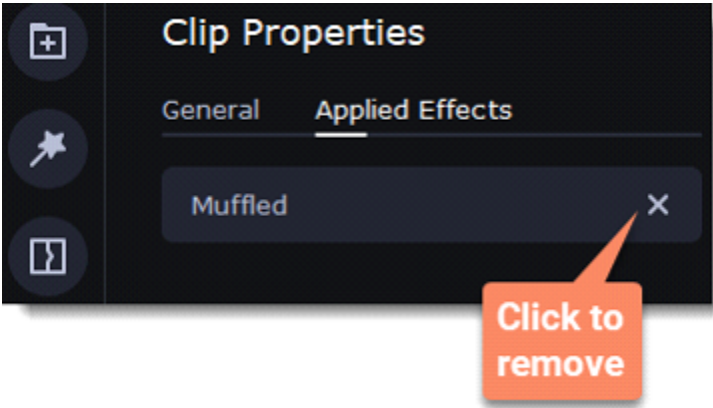 Clip Properties
General Applied Effects
Muffled
Click to
remove